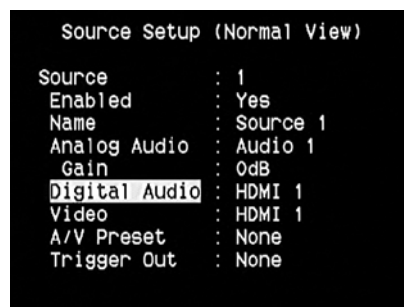 Source Setup (Normal View)
Source : 1
Enabled : Yes
Name : Source 1
Analog Audio : Audio 1
Gain : 0dB
Digital Audio : HDMI 1
Video : HDMI 1
A/V Preset : None
Trigger Out : None